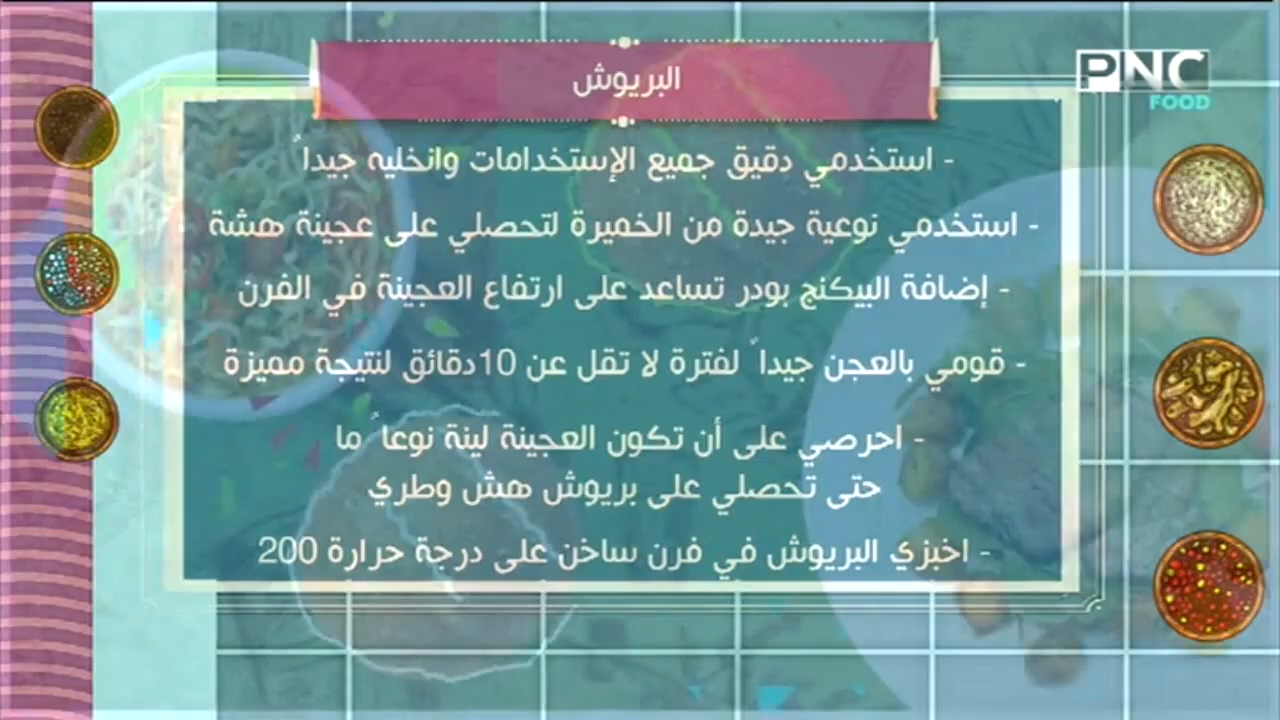 البريوش
PNC
FOOD
- استخدمي دقيق جميع الإستخدامات وانخليه جيداً
- استخدمي نوعية جيدة من الخميرة لتحصلي على عجينة هشة
- إضافة البيكنج بودر تساعد على ارتفاع العجينة في الفرن
- قومي بالعجن جيداً لفترة لا تقل عن 10دقائق لنتيجة مميزة
- احرصي على أن تكون العجينة لينة نوعاً ما
حتى تحصلي على بريوش هش وطري
- اخبزي البريوش في فرن ساخن على درجة حرارة 200